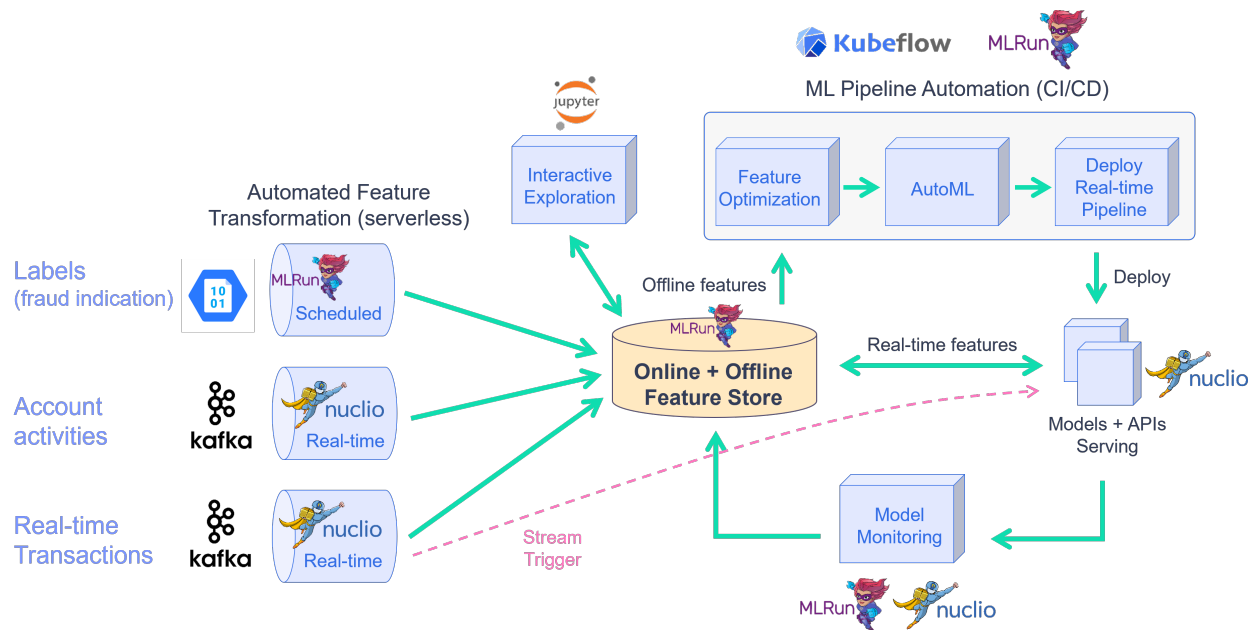 Kubeflow
MLRun
ML Pipeline Automation (CI/CD)
jupyter
Interactive
Exploration
Feature
Optimization
AutoML
Deploy
Real-time
Pipeline
Automated Feature
Transformation (serverless)
Labels
(fraud indication)
10
01
MLRun
Scheduled
Offline features
Deploy
MLRun
Online + Offline
Feature Store
Real-time features
nuclio
Models + APIs
Serving
Account
activities
kafka
nuclio
Real-time
Real-time
Transactions
kafka
nuclio
Real-time
Stream
Trigger
Model
Monitoring
MLRun
nuclio